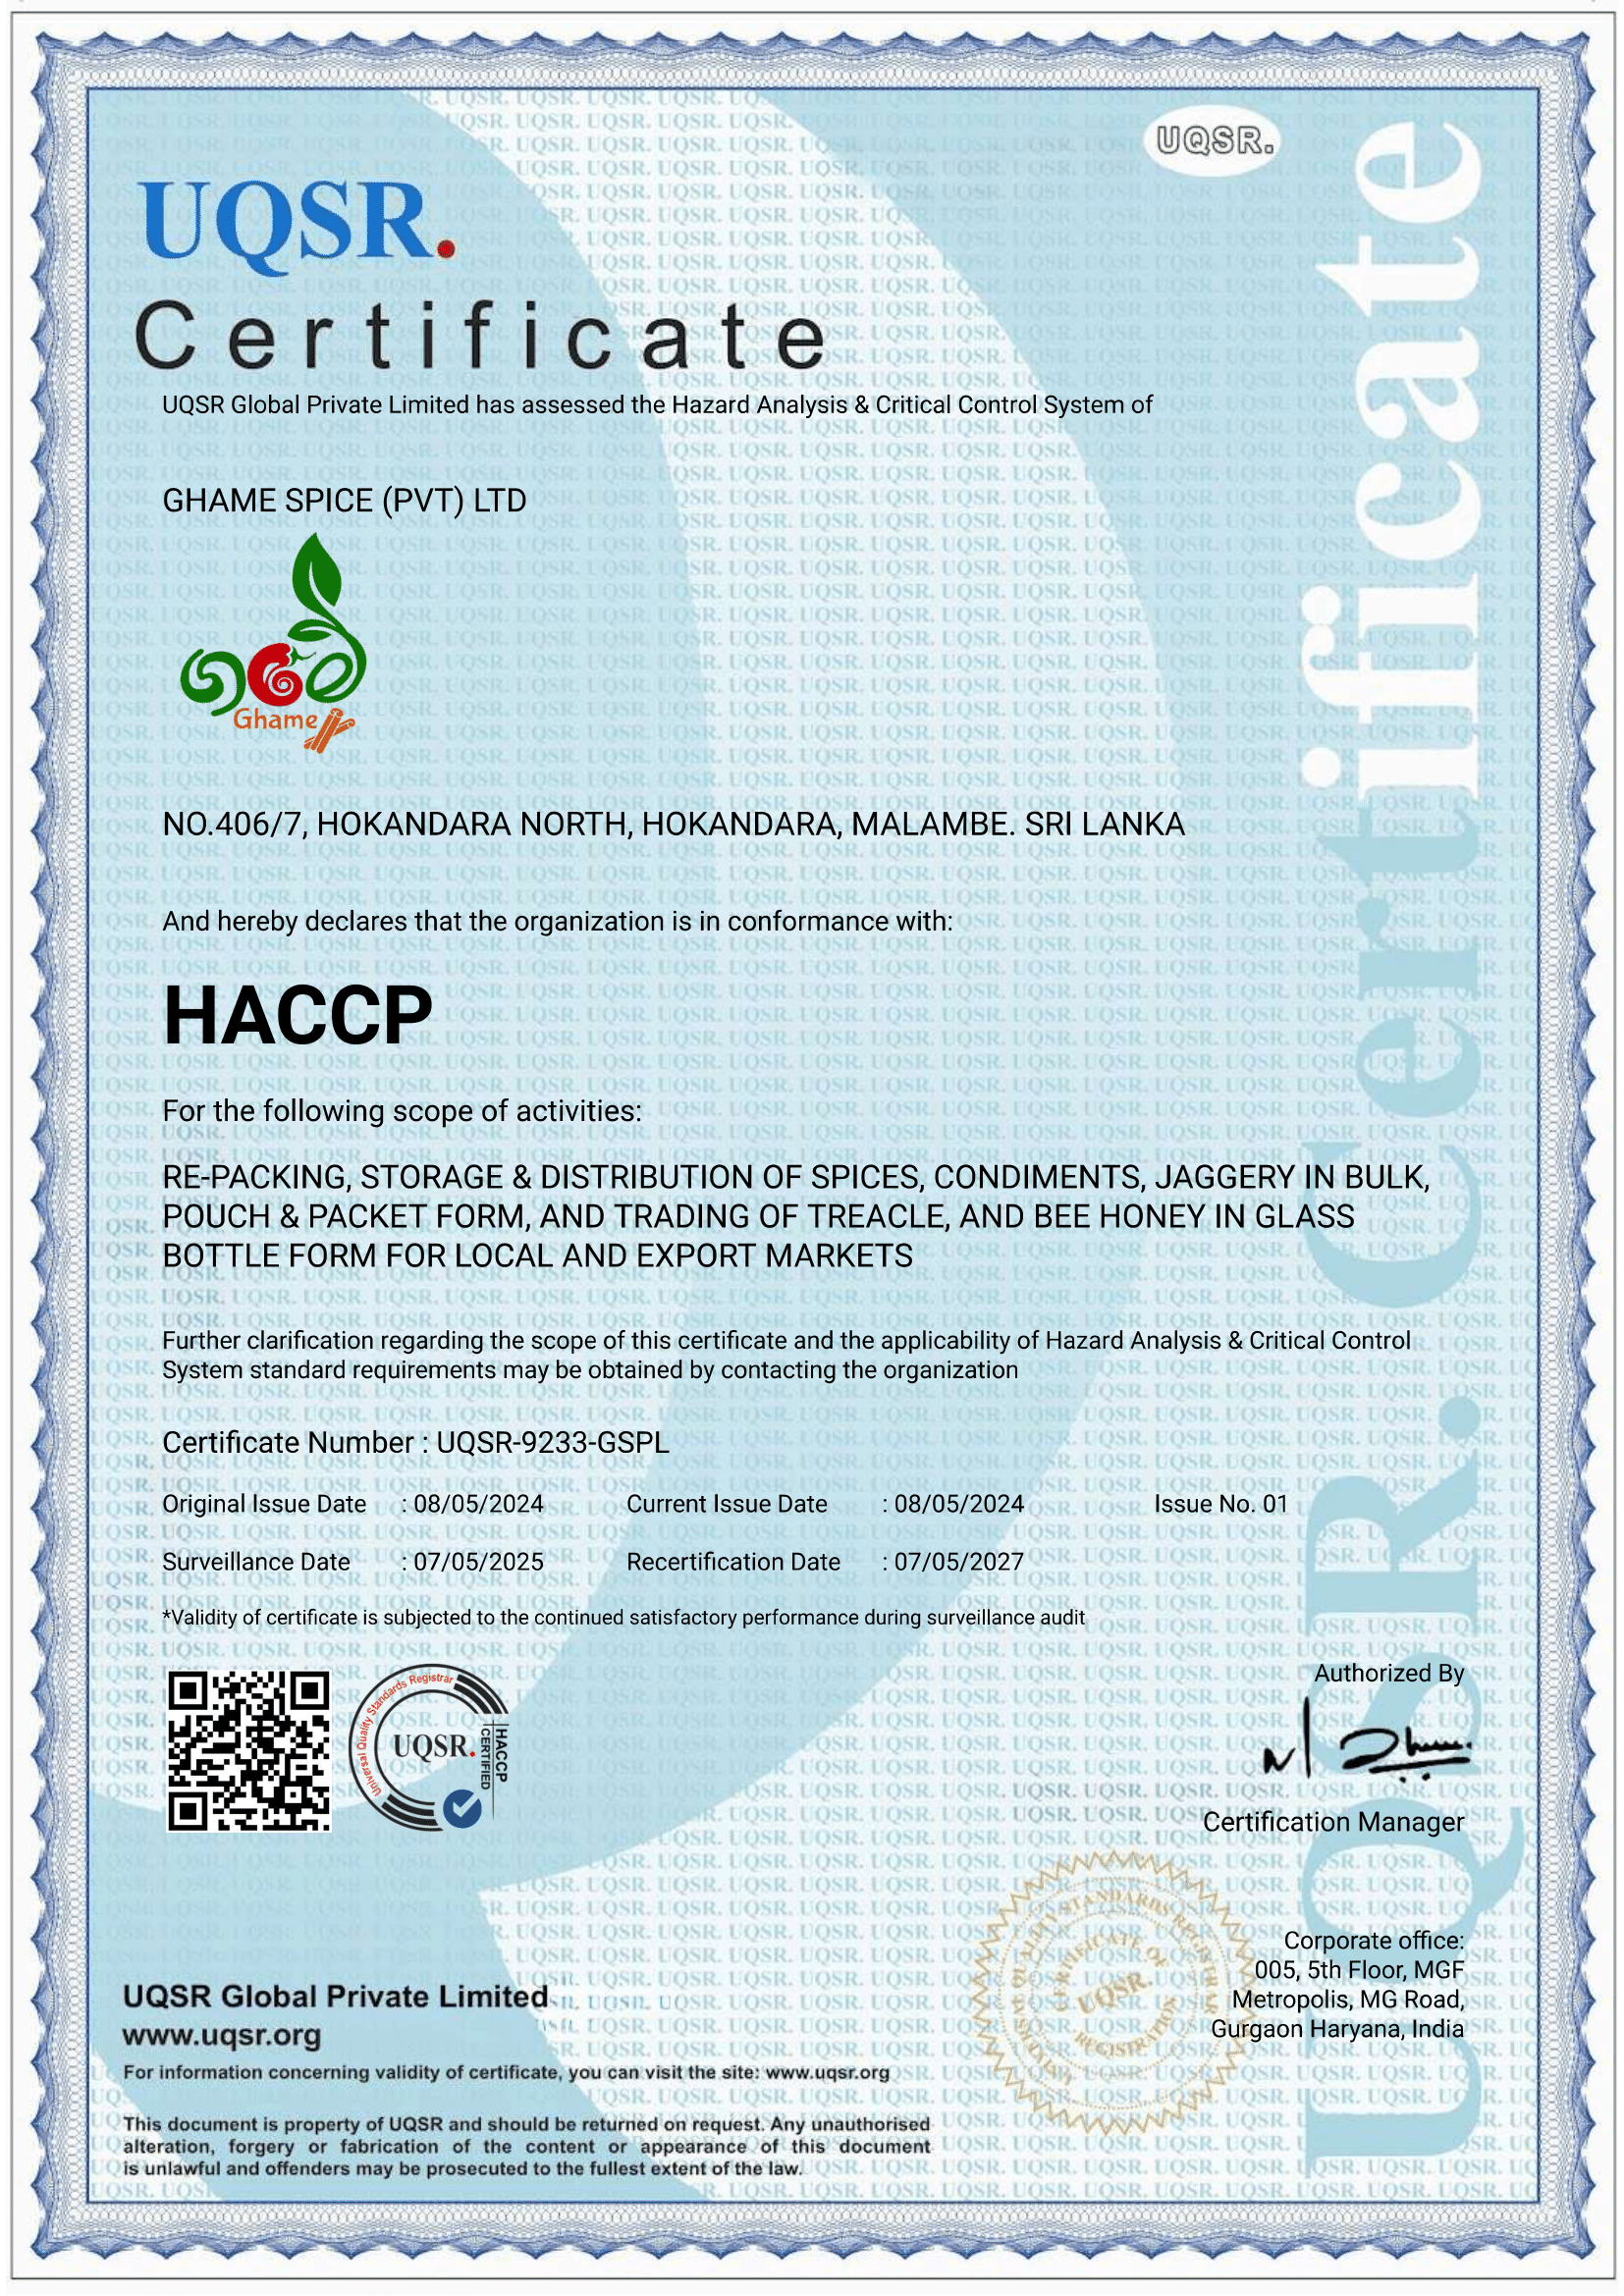 UQSR.
UQSR.
Certificate
UQSR Global Private Limited has assessed the Hazard Analysis & Critical Control System of
GHAME SPICE (PVT) LTD
Ghame
NO.406/7, HOKANDARA NORTH, HOKANDARA, MALAMBE. SRI LANKA
And hereby declares that the organization is in conformance with:
HACCP
For the following scope of activities:
RE-PACKING, STORAGE & DISTRIBUTION OF SPICES, CONDIMENTS, JAGGERY IN BULK,
POUCH & PACKET FORM, AND TRADING OF TREACLE, AND BEE HONEY IN GLASS
BOTTLE FORM FOR LOCAL AND EXPORT MARKETS
Further clarification regarding the scope of this certificate and the applicability of Hazard Analysis & Critical Control
System standard requirements may be obtained by contacting the organization
Certificate Number : UQSR-9233-GSPL
Original Issue Date : 08/05/2024 Current Issue Date : 08/05/2024 Issue No. 01
Surveillance Date : 07/05/2025 Recertification Date : 07/05/2027
*Validity of certificate is subjected to the continued satisfactory performance during surveillance audit
Universal Quality Standards Registrar
UQSR.
HACCP
CERTIFIED
Authorized By
Certification Manager
Corporate office:
005, 5th Floor, MGF
Metropolis, MG Road,
Gurgaon Haryana, India
CERTIFICATE OF
UQSR.
REGISTRATION
UQSR Global Private Limited
www.uqsr.org
For information concerning validity of certificate, you can visit the site: www.uqsr.org
This document is property of UQSR and should be returned on request. Any unauthorised
alteration, forgery or fabrication of the content or appearance of this document
is unlawful and offenders may be prosecuted to the fullest extent of the law.
UQSR. Certificate